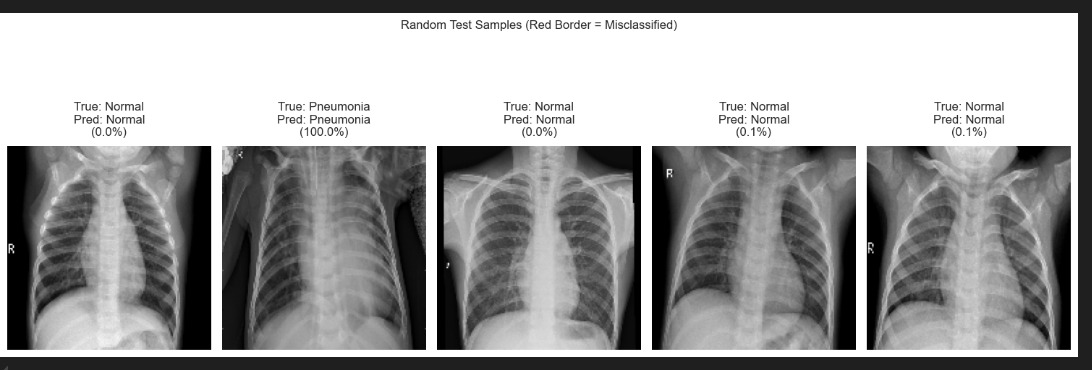 Random Test Samples (Red Border = Misclassified)
True: Normal
Pred: Normal
(0.0%)
True: Pneumonia
Pred: Pneumonia
(100.0%)
True: Normal
Pred: Normal
(0.0%)
True: Normal
Pred: Normal
(0.1%)
True: Normal
Pred: Normal
(0.1%)
R
R
R
R